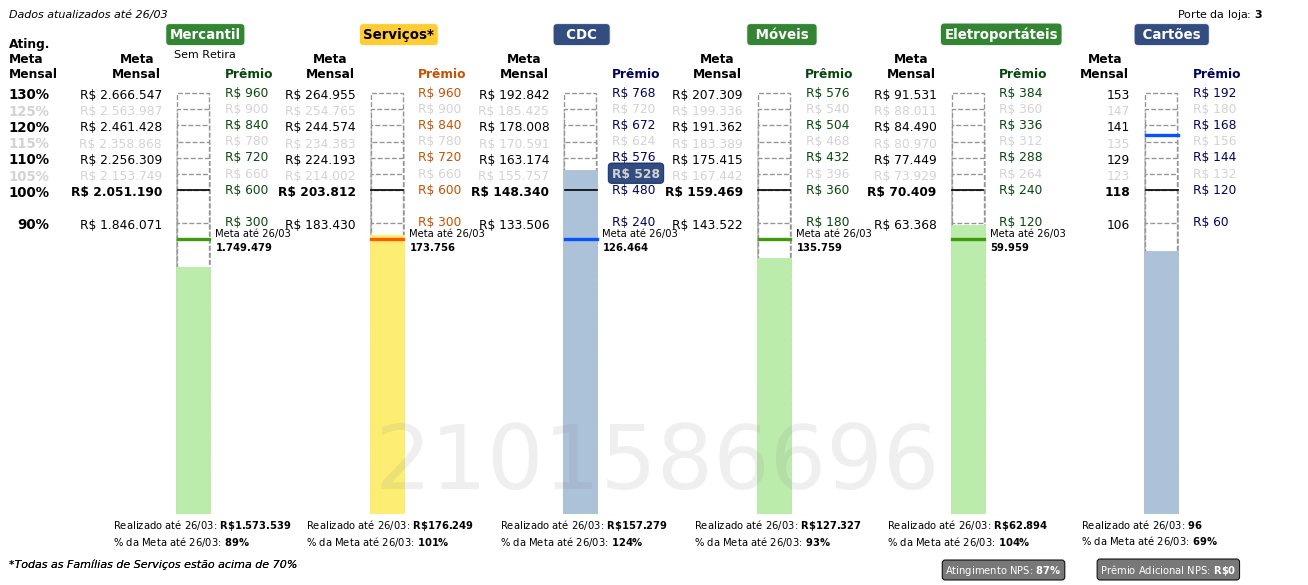 Dados atualizados até 26/03
Porte da loja: 3
Mercantil
Serviços*
CDC
Móveis
Eletroportáteis
Cartões
Ating. Meta Mensal
Sem Retira
Meta Mensal Prêmio Meta Mensal Prêmio Meta Mensal Prêmio Meta Mensal Prêmio Meta Mensal Prêmio Meta Mensal Prêmio
130% R$ 2.666.547 R$ 960 R$ 264.955 R$ 960 R$ 192.842 R$ 768 R$ 207.309 R$ 576 R$ 91.531 R$ 384 153 R$ 192
125% R$ 2.563.987 R$ 900 R$ 254.765 R$ 900 R$ 185.425 R$ 720 R$ 199.336 R$ 540 R$ 88.011 R$ 360 147 R$ 180
120% R$ 2.461.428 R$ 840 R$ 244.574 R$ 840 R$ 178.008 R$ 672 R$ 191.362 R$ 504 R$ 84.490 R$ 336 141 R$ 168
115% R$ 2.358.868 R$ 780 R$ 234.383 R$ 780 R$ 170.591 R$ 624 R$ 183.389 R$ 468 R$ 80.970 R$ 312 135 R$ 156
110% R$ 2.256.309 R$ 720 R$ 224.193 R$ 720 R$ 163.174 R$ 576 R$ 175.415 R$ 432 R$ 77.449 R$ 288 129 R$ 144
105% R$ 2.153.749 R$ 660 R$ 214.002 R$ 660 R$ 155.757 R$ 528 R$ 167.442 R$ 396 R$ 73.929 R$ 264 123 R$ 132
100% R$ 2.051.190 R$ 600 R$ 203.812 R$ 600 R$ 148.340 R$ 480 R$ 159.469 R$ 360 R$ 70.409 R$ 240 118 R$ 120
90% R$ 1.846.071 R$ 300 R$ 183.430 R$ 300 R$ 133.506 R$ 240 R$ 143.522 R$ 180 R$ 63.368 R$ 120 106 R$ 60
Meta até 26/03 Meta até 26/03 Meta até 26/03 Meta até 26/03 Meta até 26/03
1.749.479 173.756 126.464 135.759 59.959
2101586696
Realizado até 26/03: R$1.573.539 Realizado até 26/03: R$176.249 Realizado até 26/03: R$157.279 Realizado até 26/03: R$127.327 Realizado até 26/03: R$62.894 Realizado até 26/03: 96
% da Meta até 26/03: 89% % da Meta até 26/03: 101% % da Meta até 26/03: 124% % da Meta até 26/03: 93% % da Meta até 26/03: 104% % da Meta até 26/03: 69%
*Todas as Famílias de Serviços estão acima de 70%
Atingimento NPS: 87%
Prêmio Adicional NPS: R$0